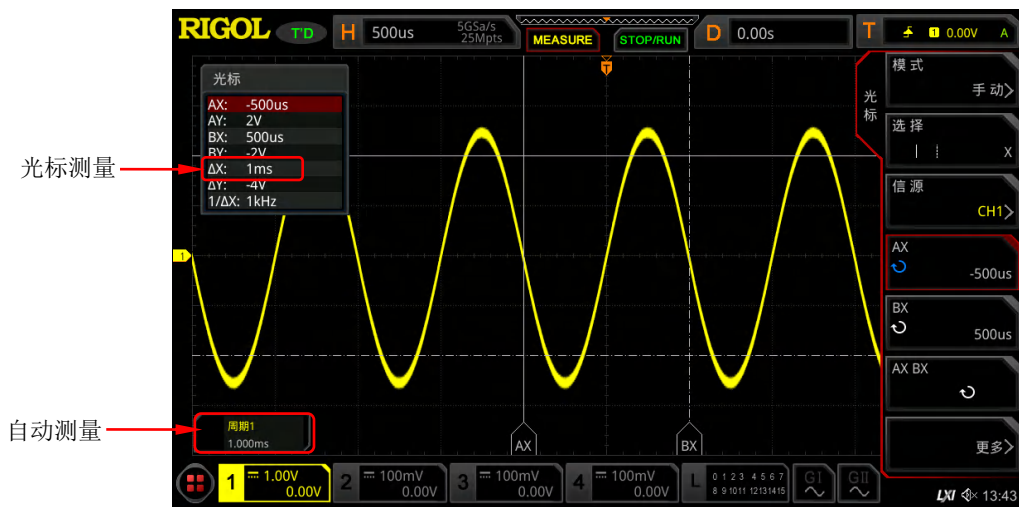 RIGOL T'D H 500us 5GSa/s 25Mpts MEASURE STOP/RUN D 0.00s T 1 0.00V A
T
光标
AX: -500us
AY: 2V
BX: 500us
BY: -2V
ΔX: 1ms
ΔY: -4V
1/ΔX: 1kHz
光标测量
自动测量
1
周期1
1.000ms
AX
BX
光标
模式
手动>
选择
X
信源
CH1>
AX
-500us
BX
500us
AX BX
更多>
1 1.00V 0.00V
2 100mV 0.00V
3 100mV 0.00V
4 100mV 0.00V
L 0 1 2 3 4 5 6 7
8 9 10 11 12 13 14 15
GI
GII
LXI 13:43